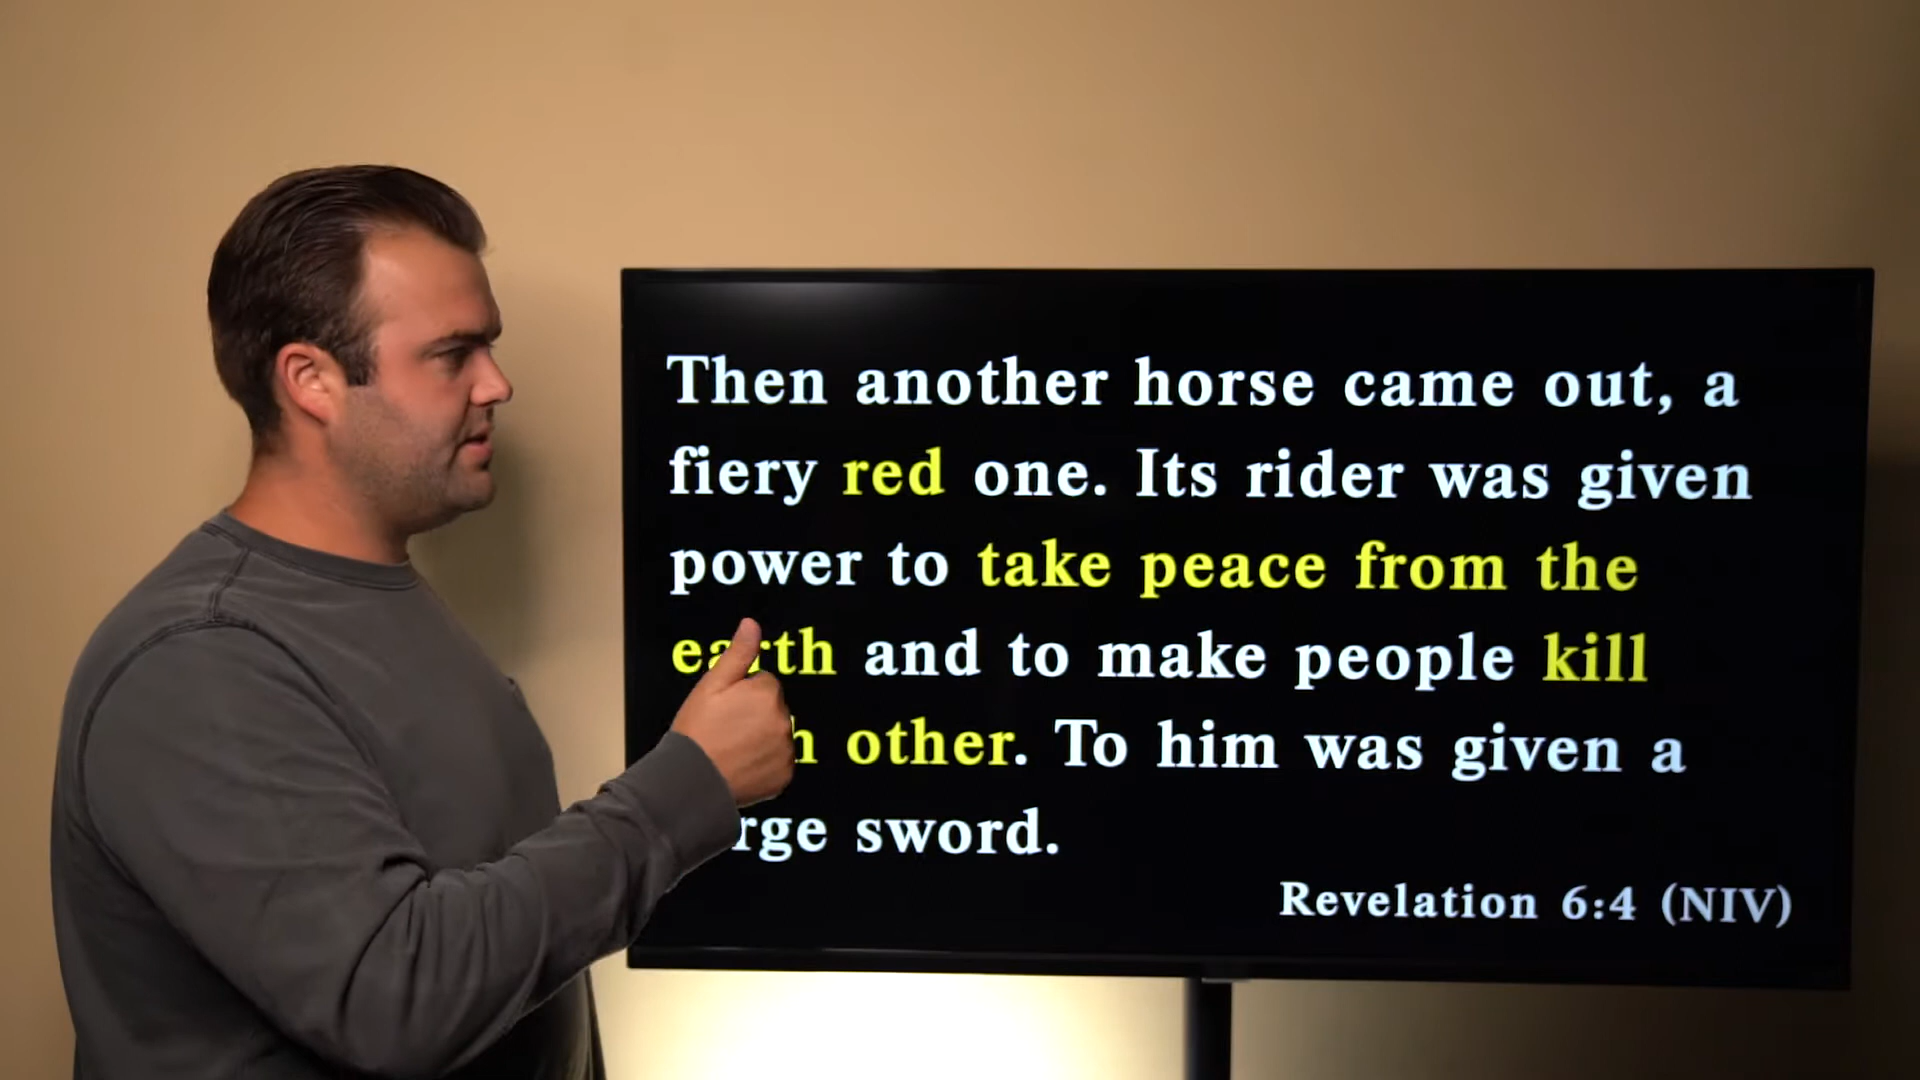 Then another horse came out, a
fiery red one. Its rider was given
power to take peace from the
earth and to make people kill
other. To him was given a
sword.
Revelation 6:4 (NIV)